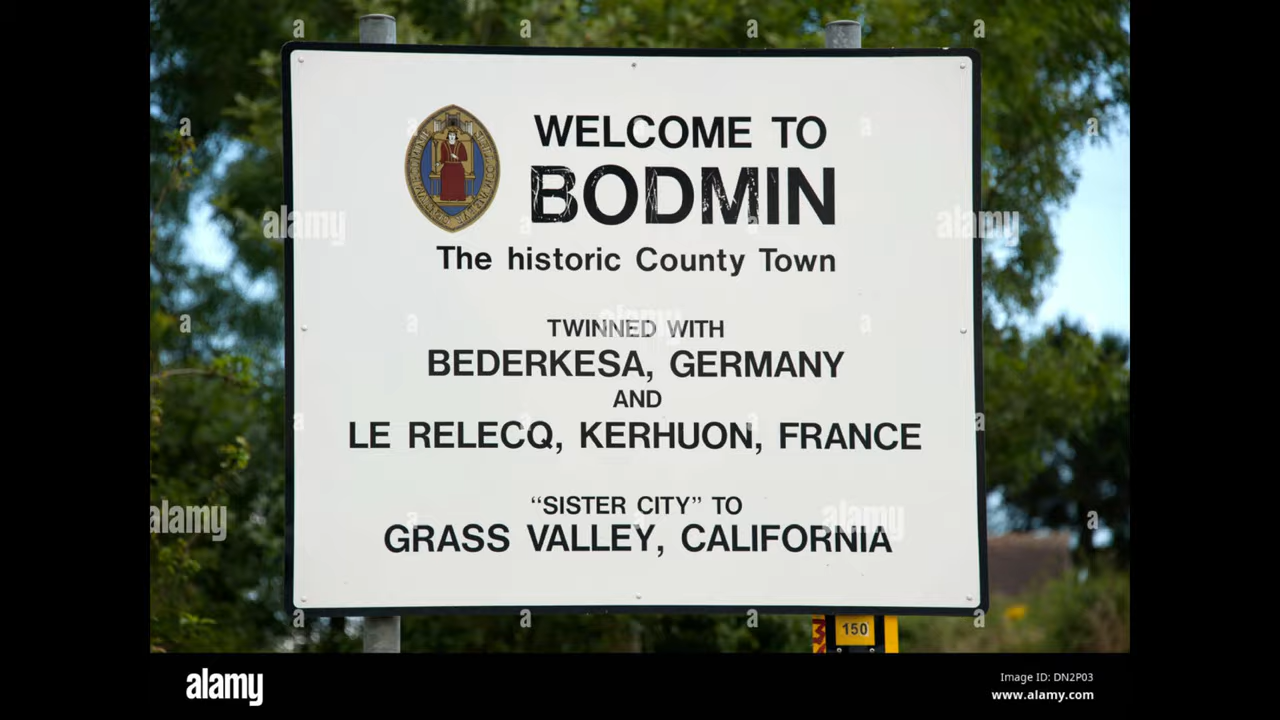 WELCOME TO
BODMIN
The historic County Town
TWINNED WITH
BEDERKESA, GERMANY
AND
LE RELECQ, KERHUON, FRANCE
“SISTER CITY” TO
GRASS VALLEY, CALIFORNIA
150
alamy
Image ID: DN2P03
www.alamy.com